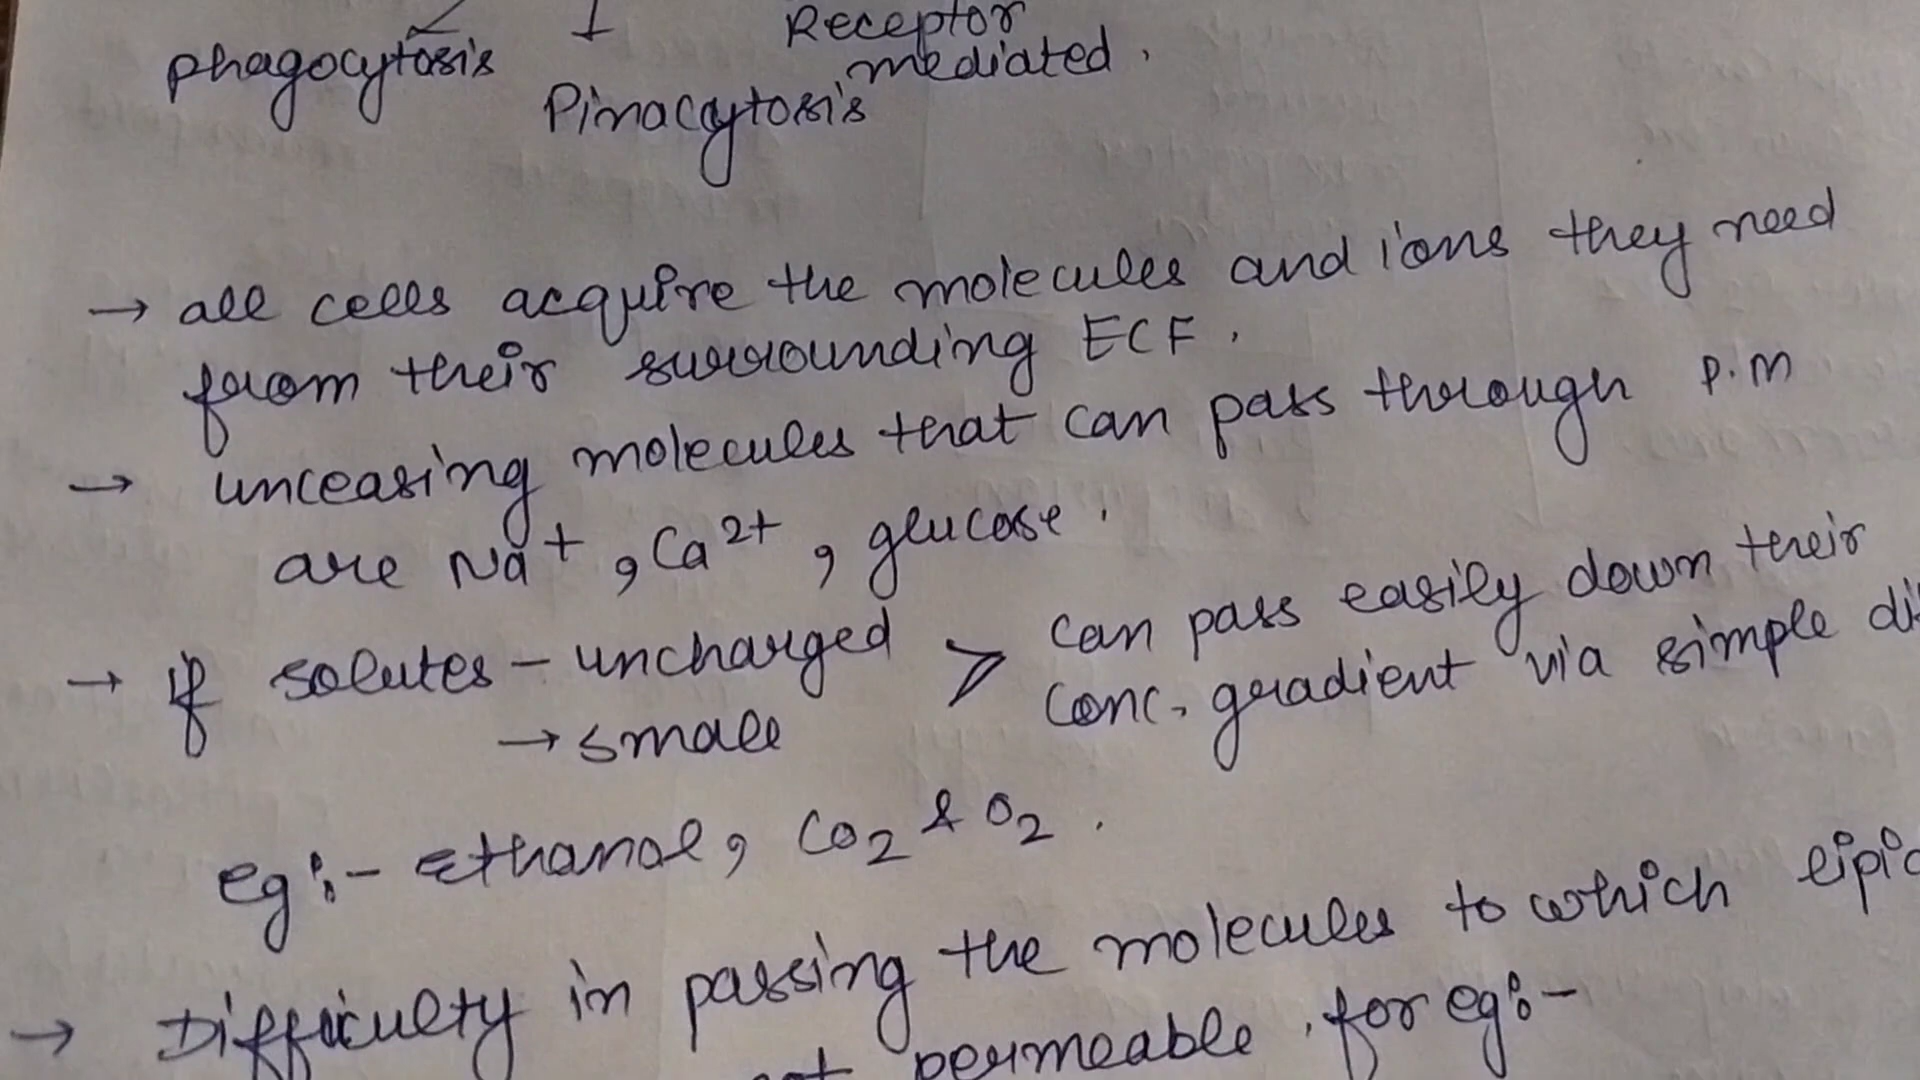 phagocytosis
Receptor
mediated.
Pinacytosis
→ all cells acquire the molecules and ions they need
from their surrounding ECF.
→ unceasing molecules that can pass through P.M
are Na+, Ca2+, glucose.
→ if solutes - uncharged > can pass easily down their
→ small conc. gradient via simple
eg:- Ethanol, CO2 & O2.
→ Difficulty in passing the molecules to which
permeable, for eg:-